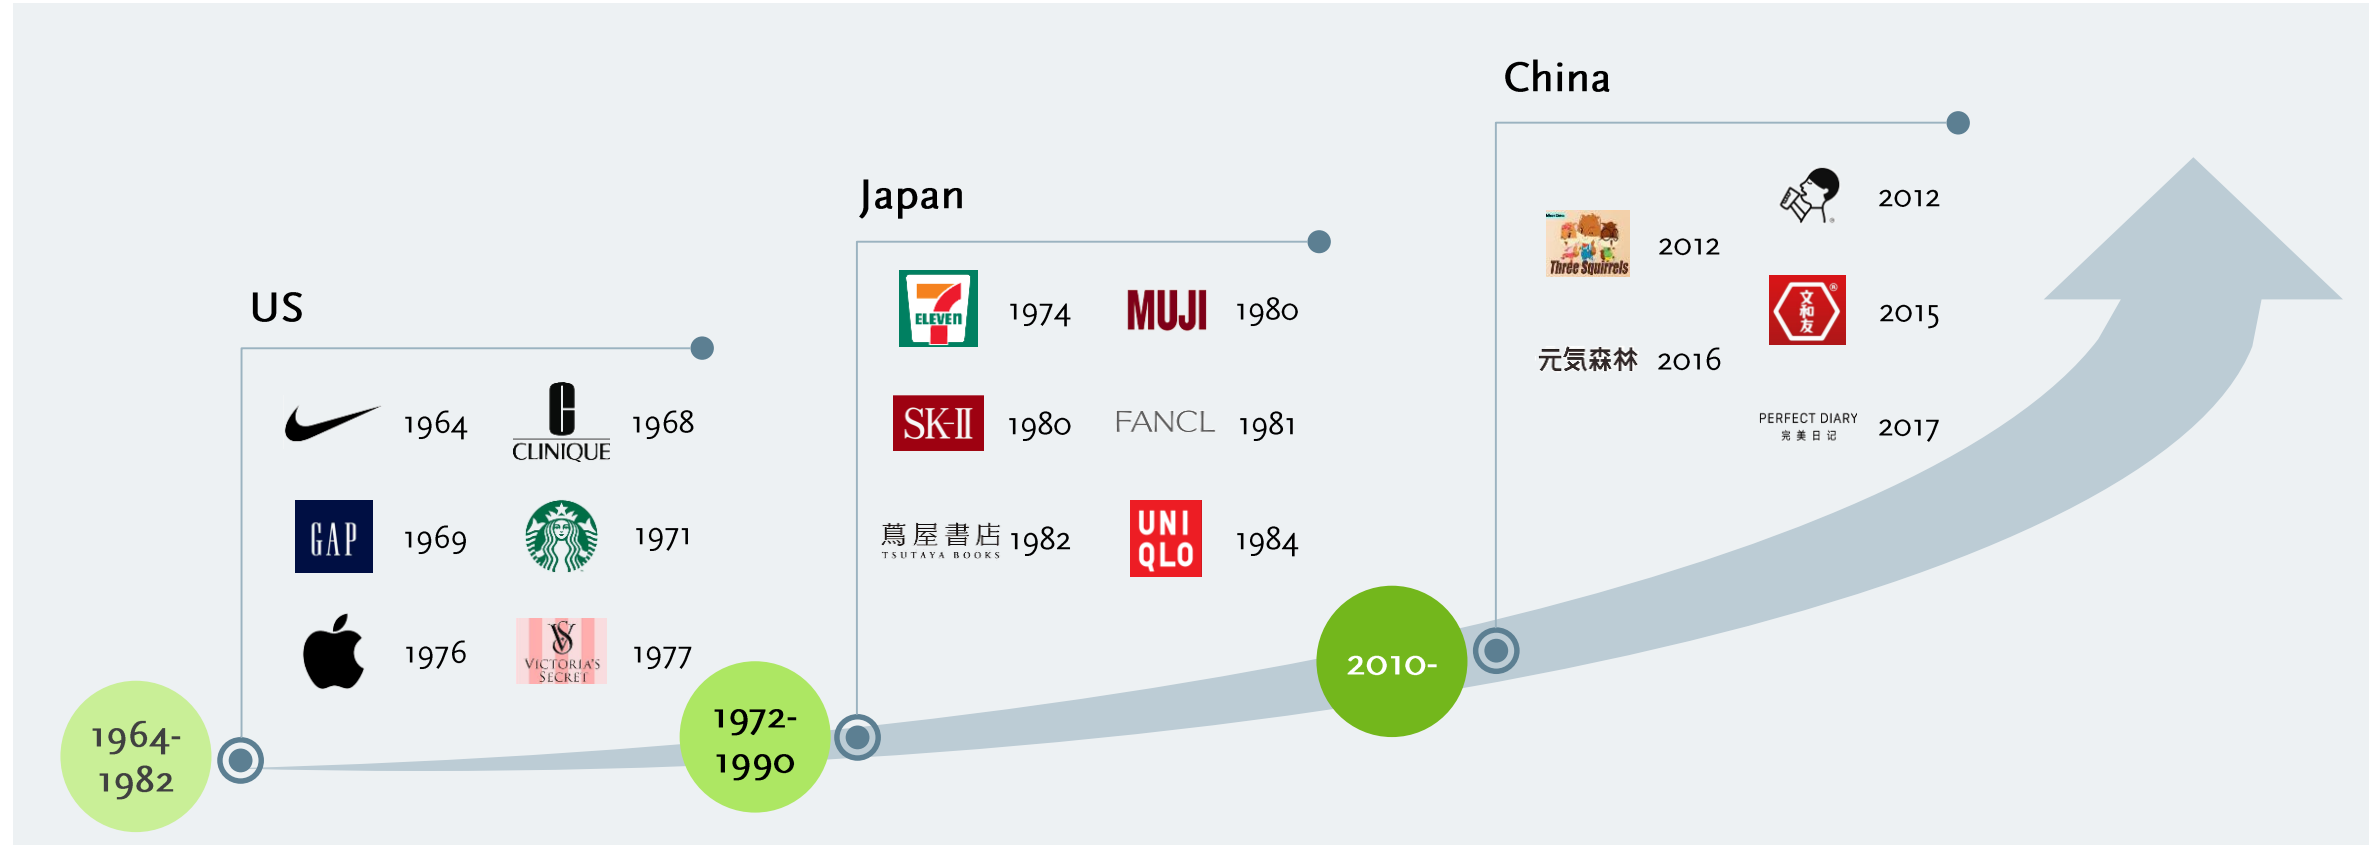 China
2012
2012
Three Squirrels
文和友
®
2015
元気森林
2016
PERFECT DIARY
完美日记
2017
Japan
7
ELEVEn
1974
MUJI
1980
SK-II
1980
FANCL
1981
蔦屋書店
TSUTAYA BOOKS
1982
UNI
QLO
1984
US
1964
C
CLINIQUE
1968
GAP
1969
1971
1976
VS
VICTORIA'S
SECRET
1977
1964-
1982
1972-
1990
2010-